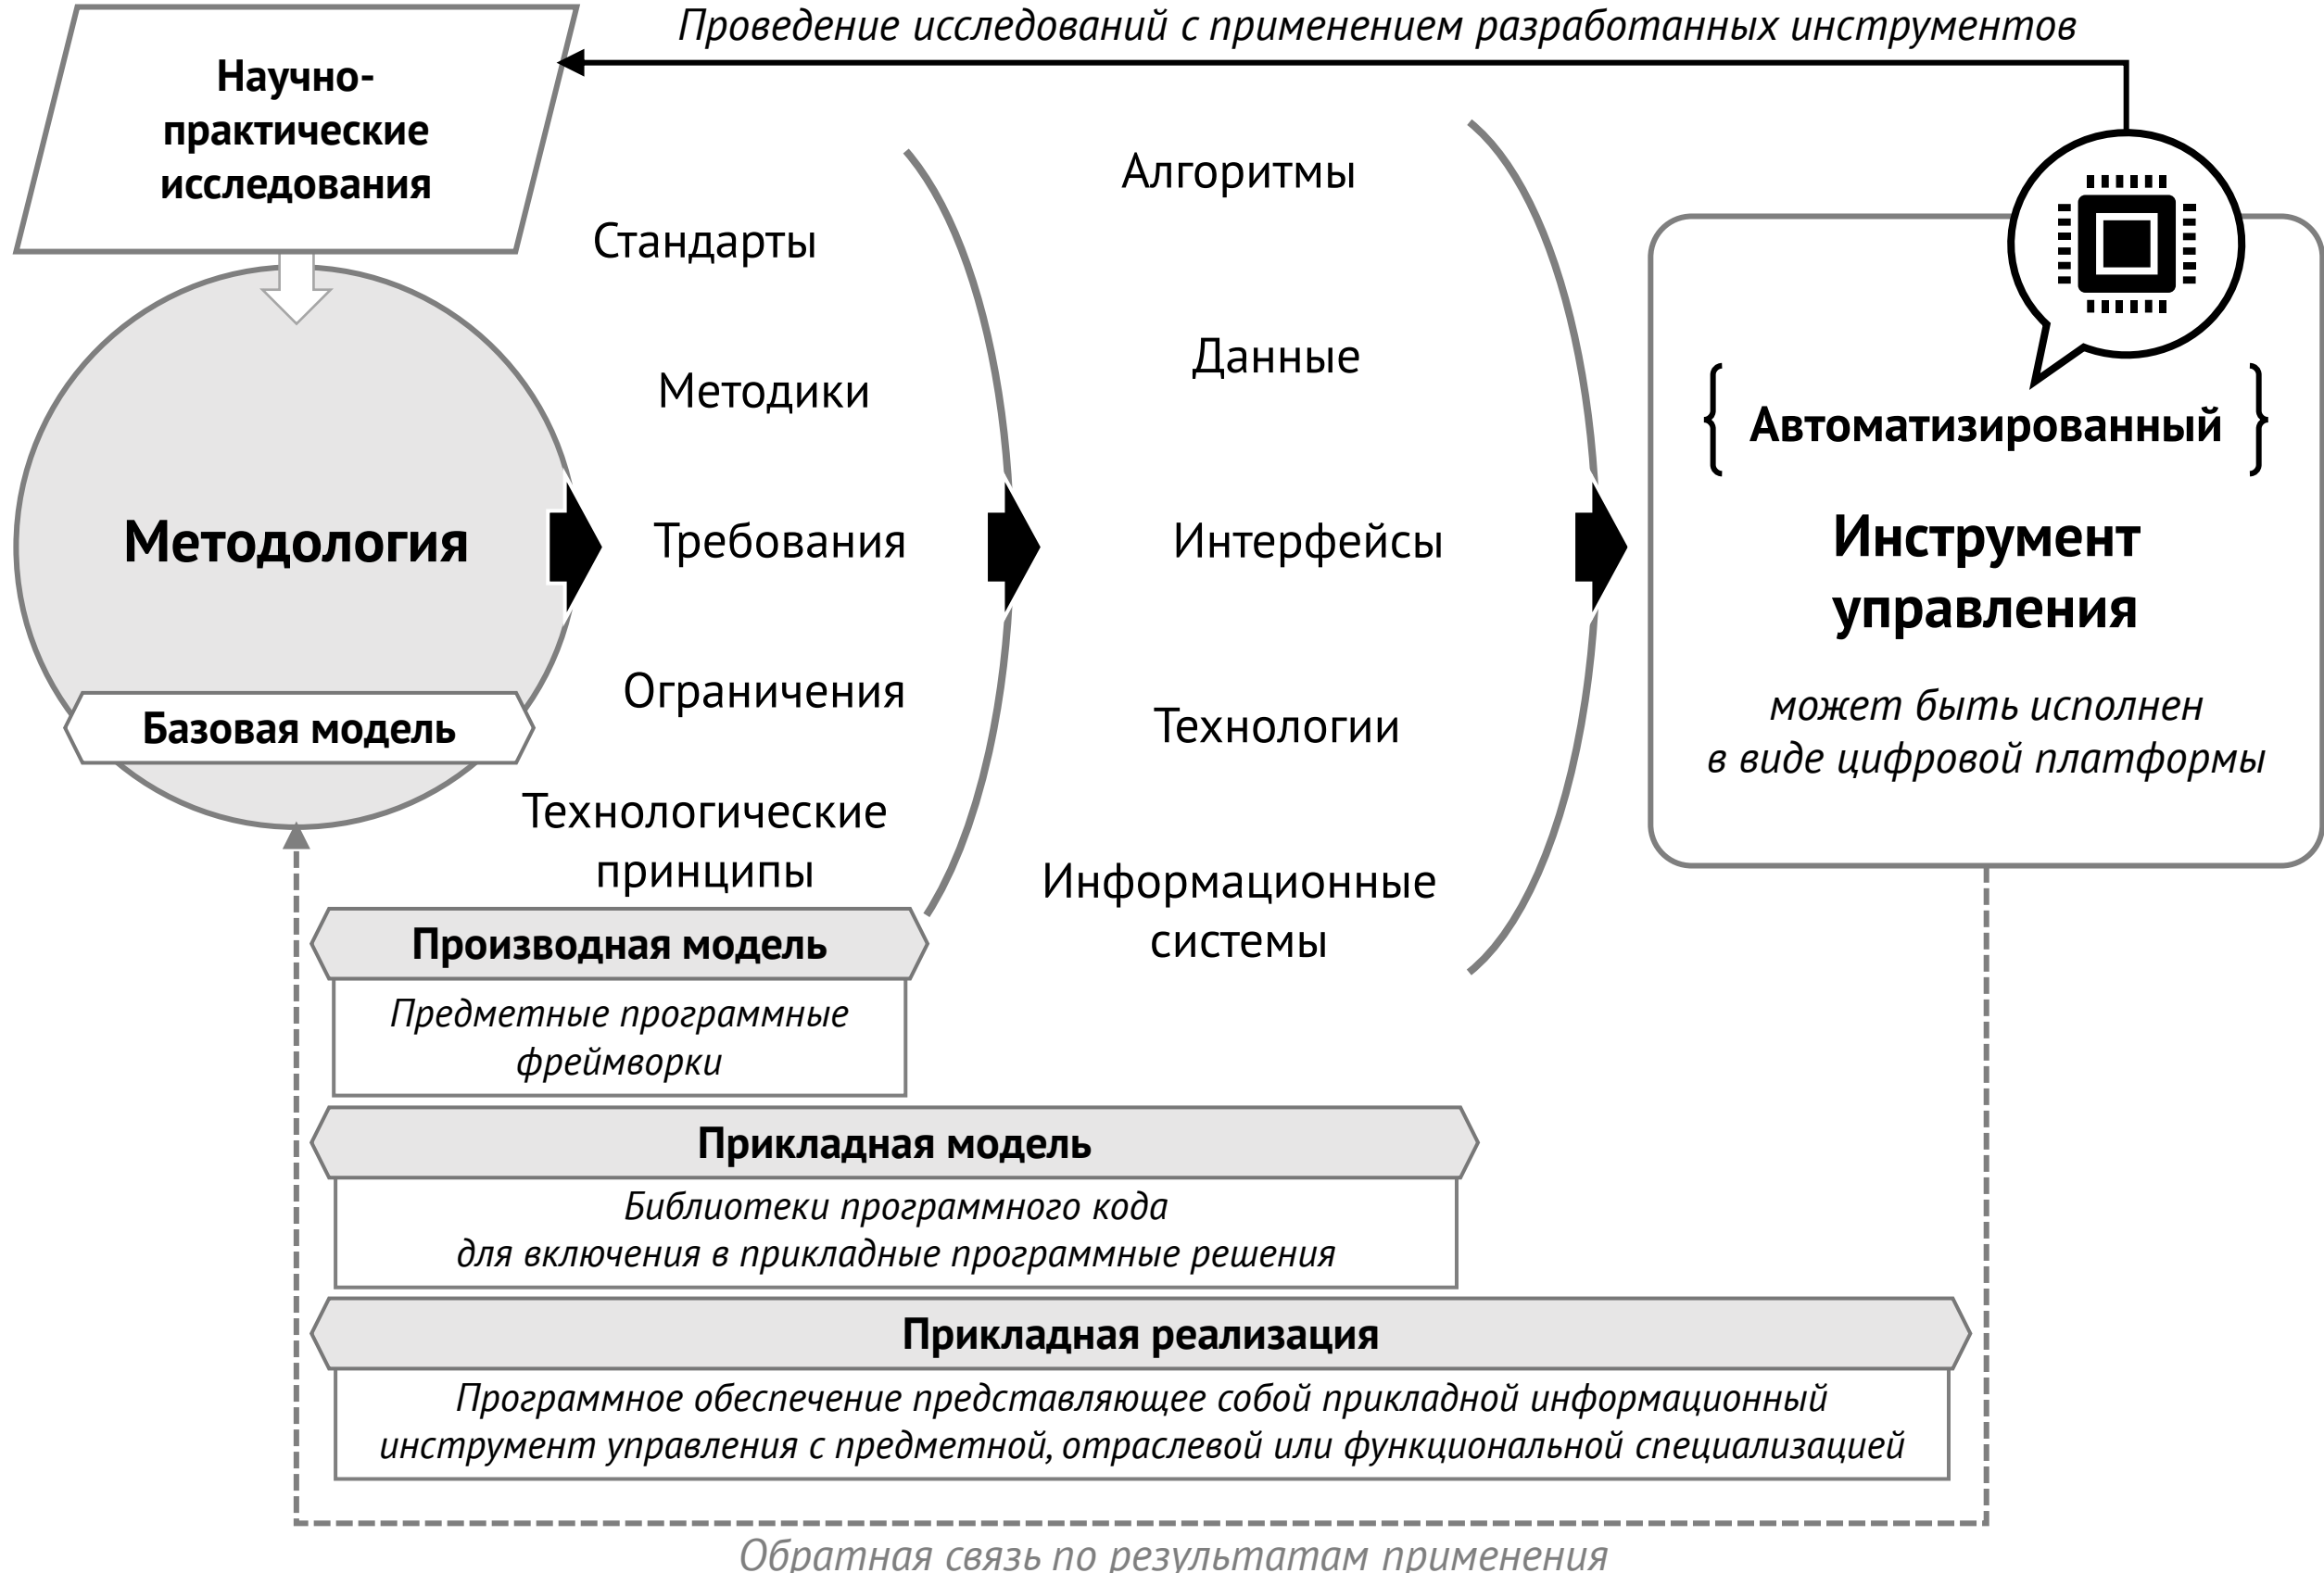 Проведение исследований с применением разработанных инструментов
Научно-
практические
исследования
Методология
Базовая модель
Стандарты
Методики
Требования
Ограничения
Технологические
принципы
Алгоритмы
Данные
Интерфейсы
Технологии
Информационные
системы
{ Автоматизированный }
Инструмент
управления
может быть исполнен
в виде цифровой платформы
Производная модель
Предметные программные
фреймворки
Прикладная модель
Библиотеки программного кода
для включения в прикладные программные решения
Прикладная реализация
Программное обеспечение представляющее собой прикладной информационный
инструмент управления с предметной, отраслевой или функциональной специализацией
Обратная связь по результатам применения